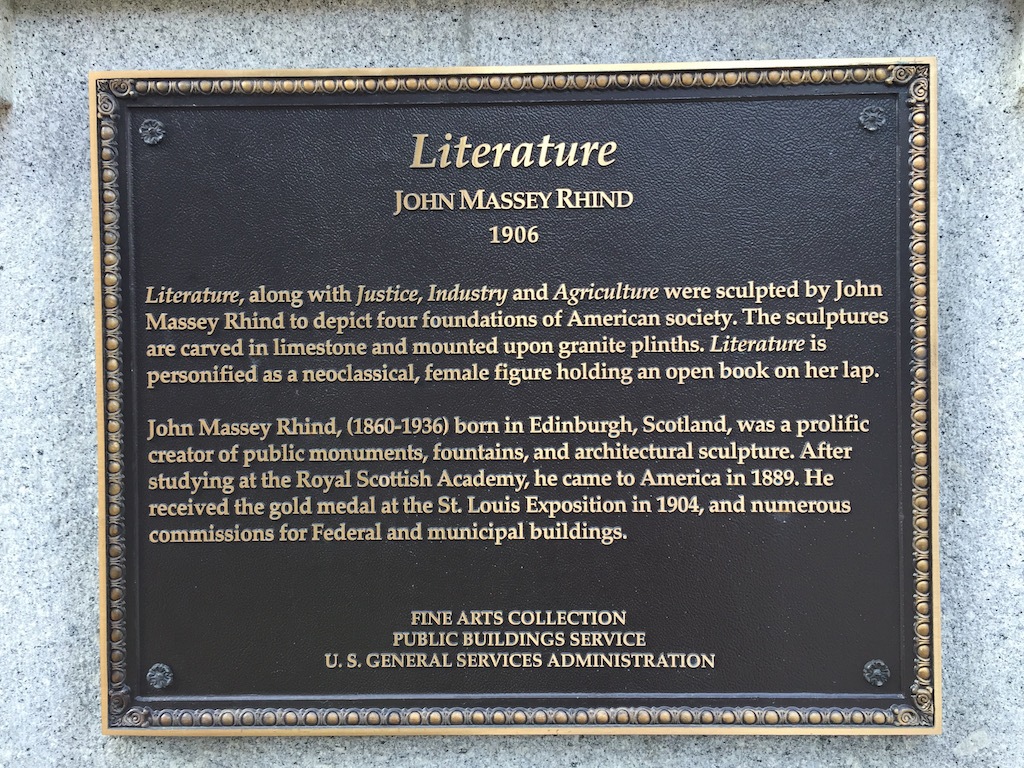 Literature
JOHN MASSEY RHIND
1906
Literature, along with Justice, Industry and Agriculture were sculpted by John
Massey Rhind to depict four foundations of American society. The sculptures
are carved in limestone and mounted upon granite plinths. Literature is
personified as a neoclassical, female figure holding an open book on her lap.
John Massey Rhind, (1860-1936) born in Edinburgh, Scotland, was a prolific
creator of public monuments, fountains, and architectural sculpture. After
studying at the Royal Scottish Academy, he came to America in 1889. He
received the gold medal at the St. Louis Exposition in 1904, and numerous
commissions for Federal and municipal buildings.
FINE ARTS COLLECTION
PUBLIC BUILDINGS SERVICE
U. S. GENERAL SERVICES ADMINISTRATION